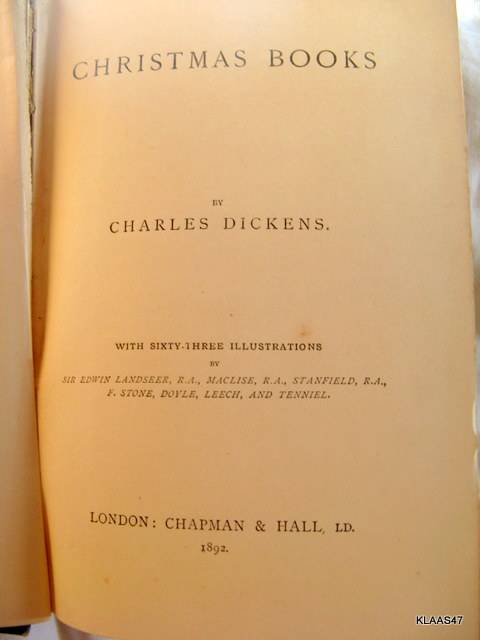 CHRISTMAS BOOKS
BY
CHARLES DICKENS.
WITH SIXTY-THREE ILLUSTRATIONS
BY
SIR EDWIN LANDSEER, R.A., MACLISE, R.A., STANFIELD, R.A.,
F. STONE, DOYLE, LEECH, AND TENNIEL.
LONDON: CHAPMAN & HALL, LD.
1892.
KLAAS47